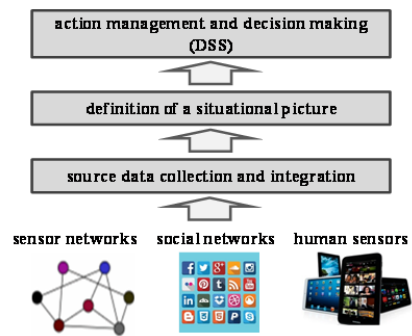 action management and decision making
(DSS)
definition of a situational picture
source data collection and integration
sensor networks social networks human sensors